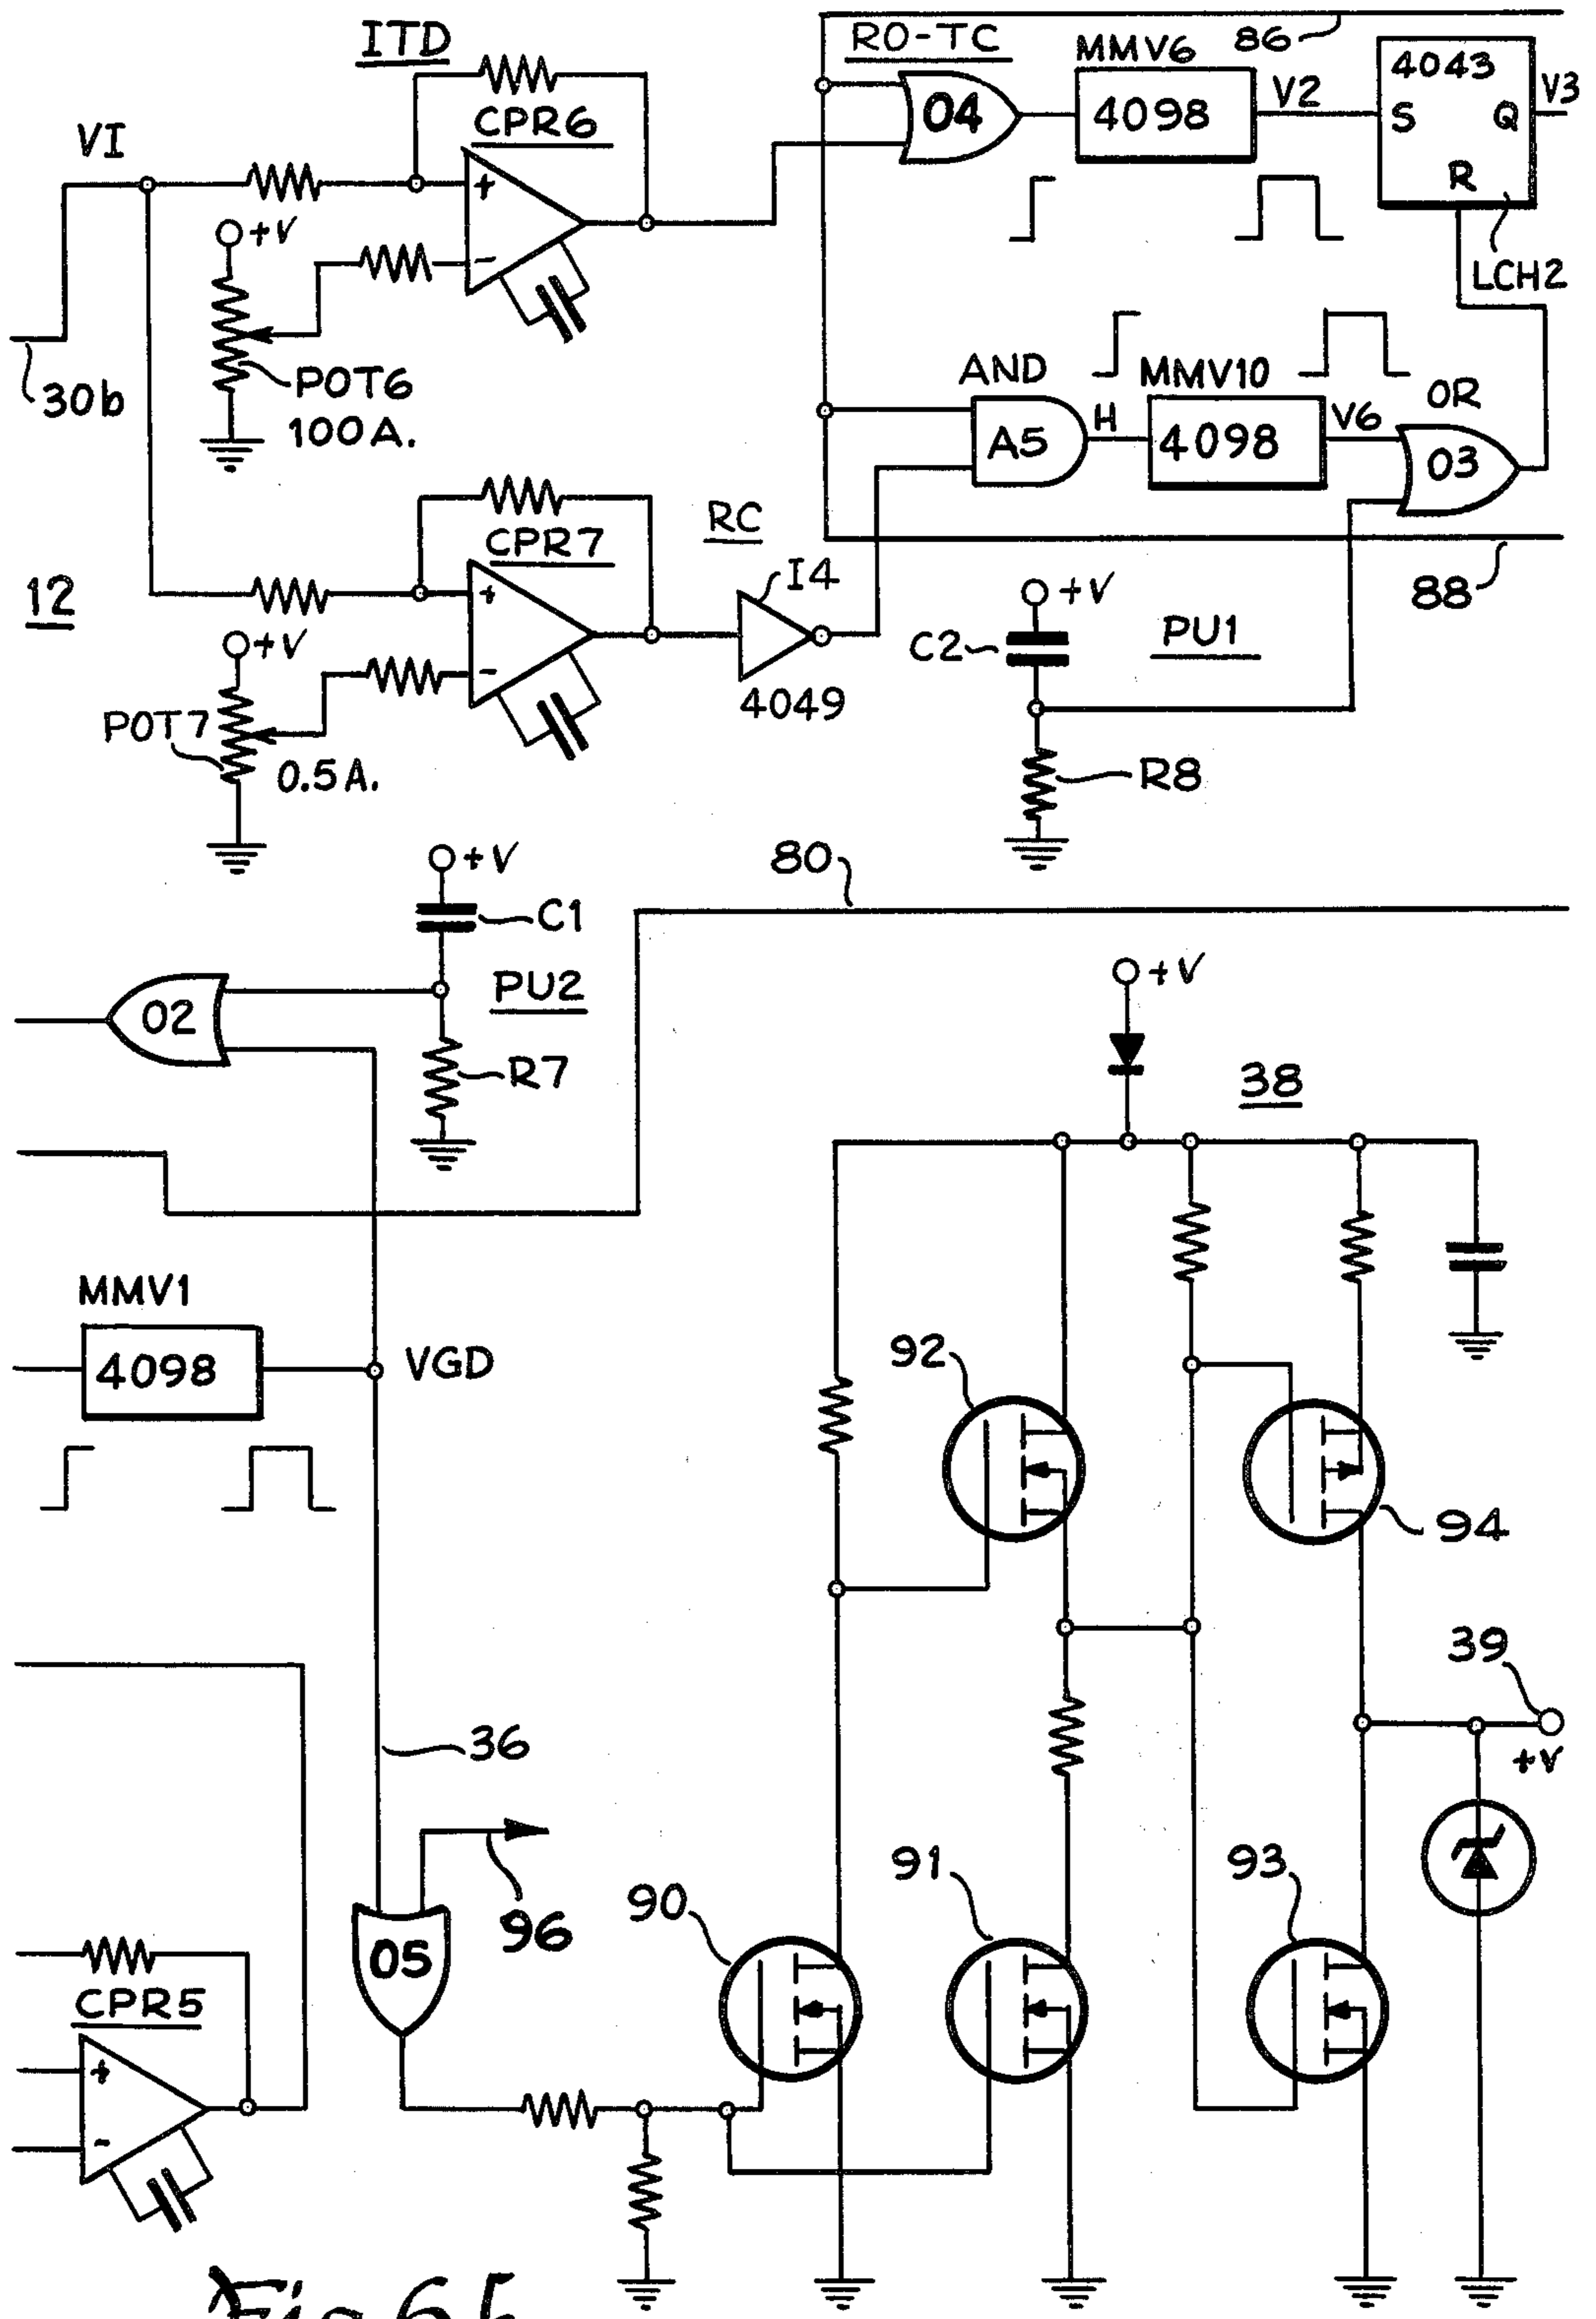 ITD
RO-TC
86
MMV6
4043
V3
VI
CPR6
04
4098
V2
S
Q
R
+
-
+V
LCH2
30b
POT6
100A.
AND
MMV10
OR
A5
H
4098
V6
03
RC
CPR7
I4
88
12
+
-
+V
+V
PU1
C2
4049
POT7
0.5A.
R8
+V
80
C1
02
PU2
+V
R7
38
MMV1
4098
VGD
92
94
39
+V
36
91
93
90
96
05
CPR5
+
-